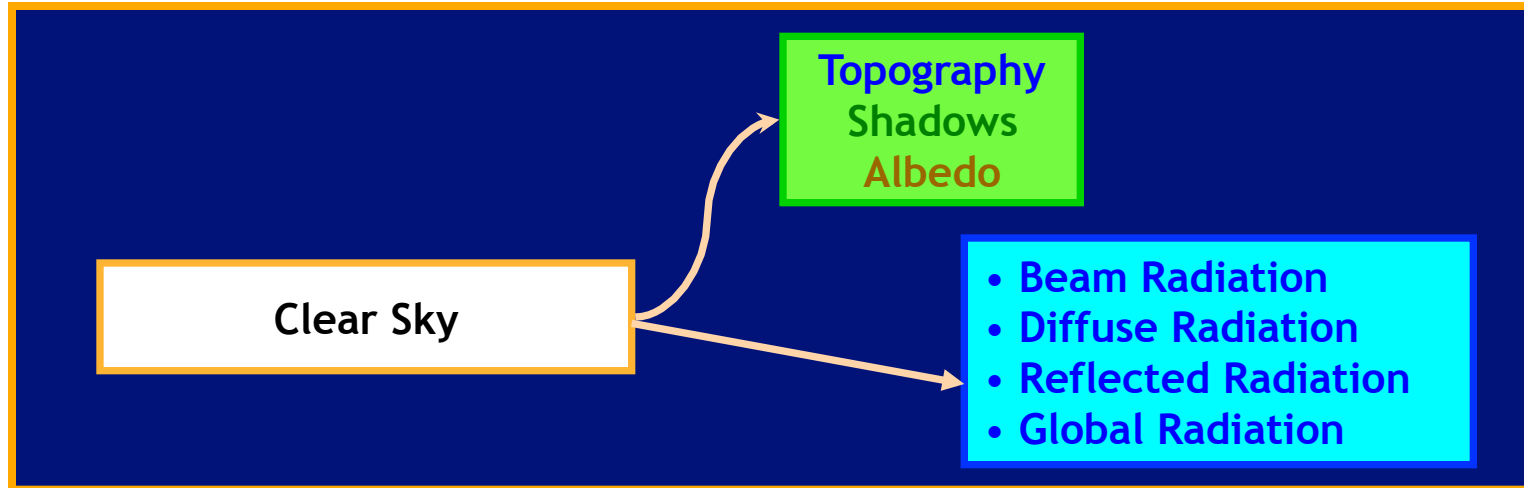 Topography
Shadows
Albedo
Clear Sky
• Beam Radiation
• Diffuse Radiation
• Reflected Radiation
• Global Radiation